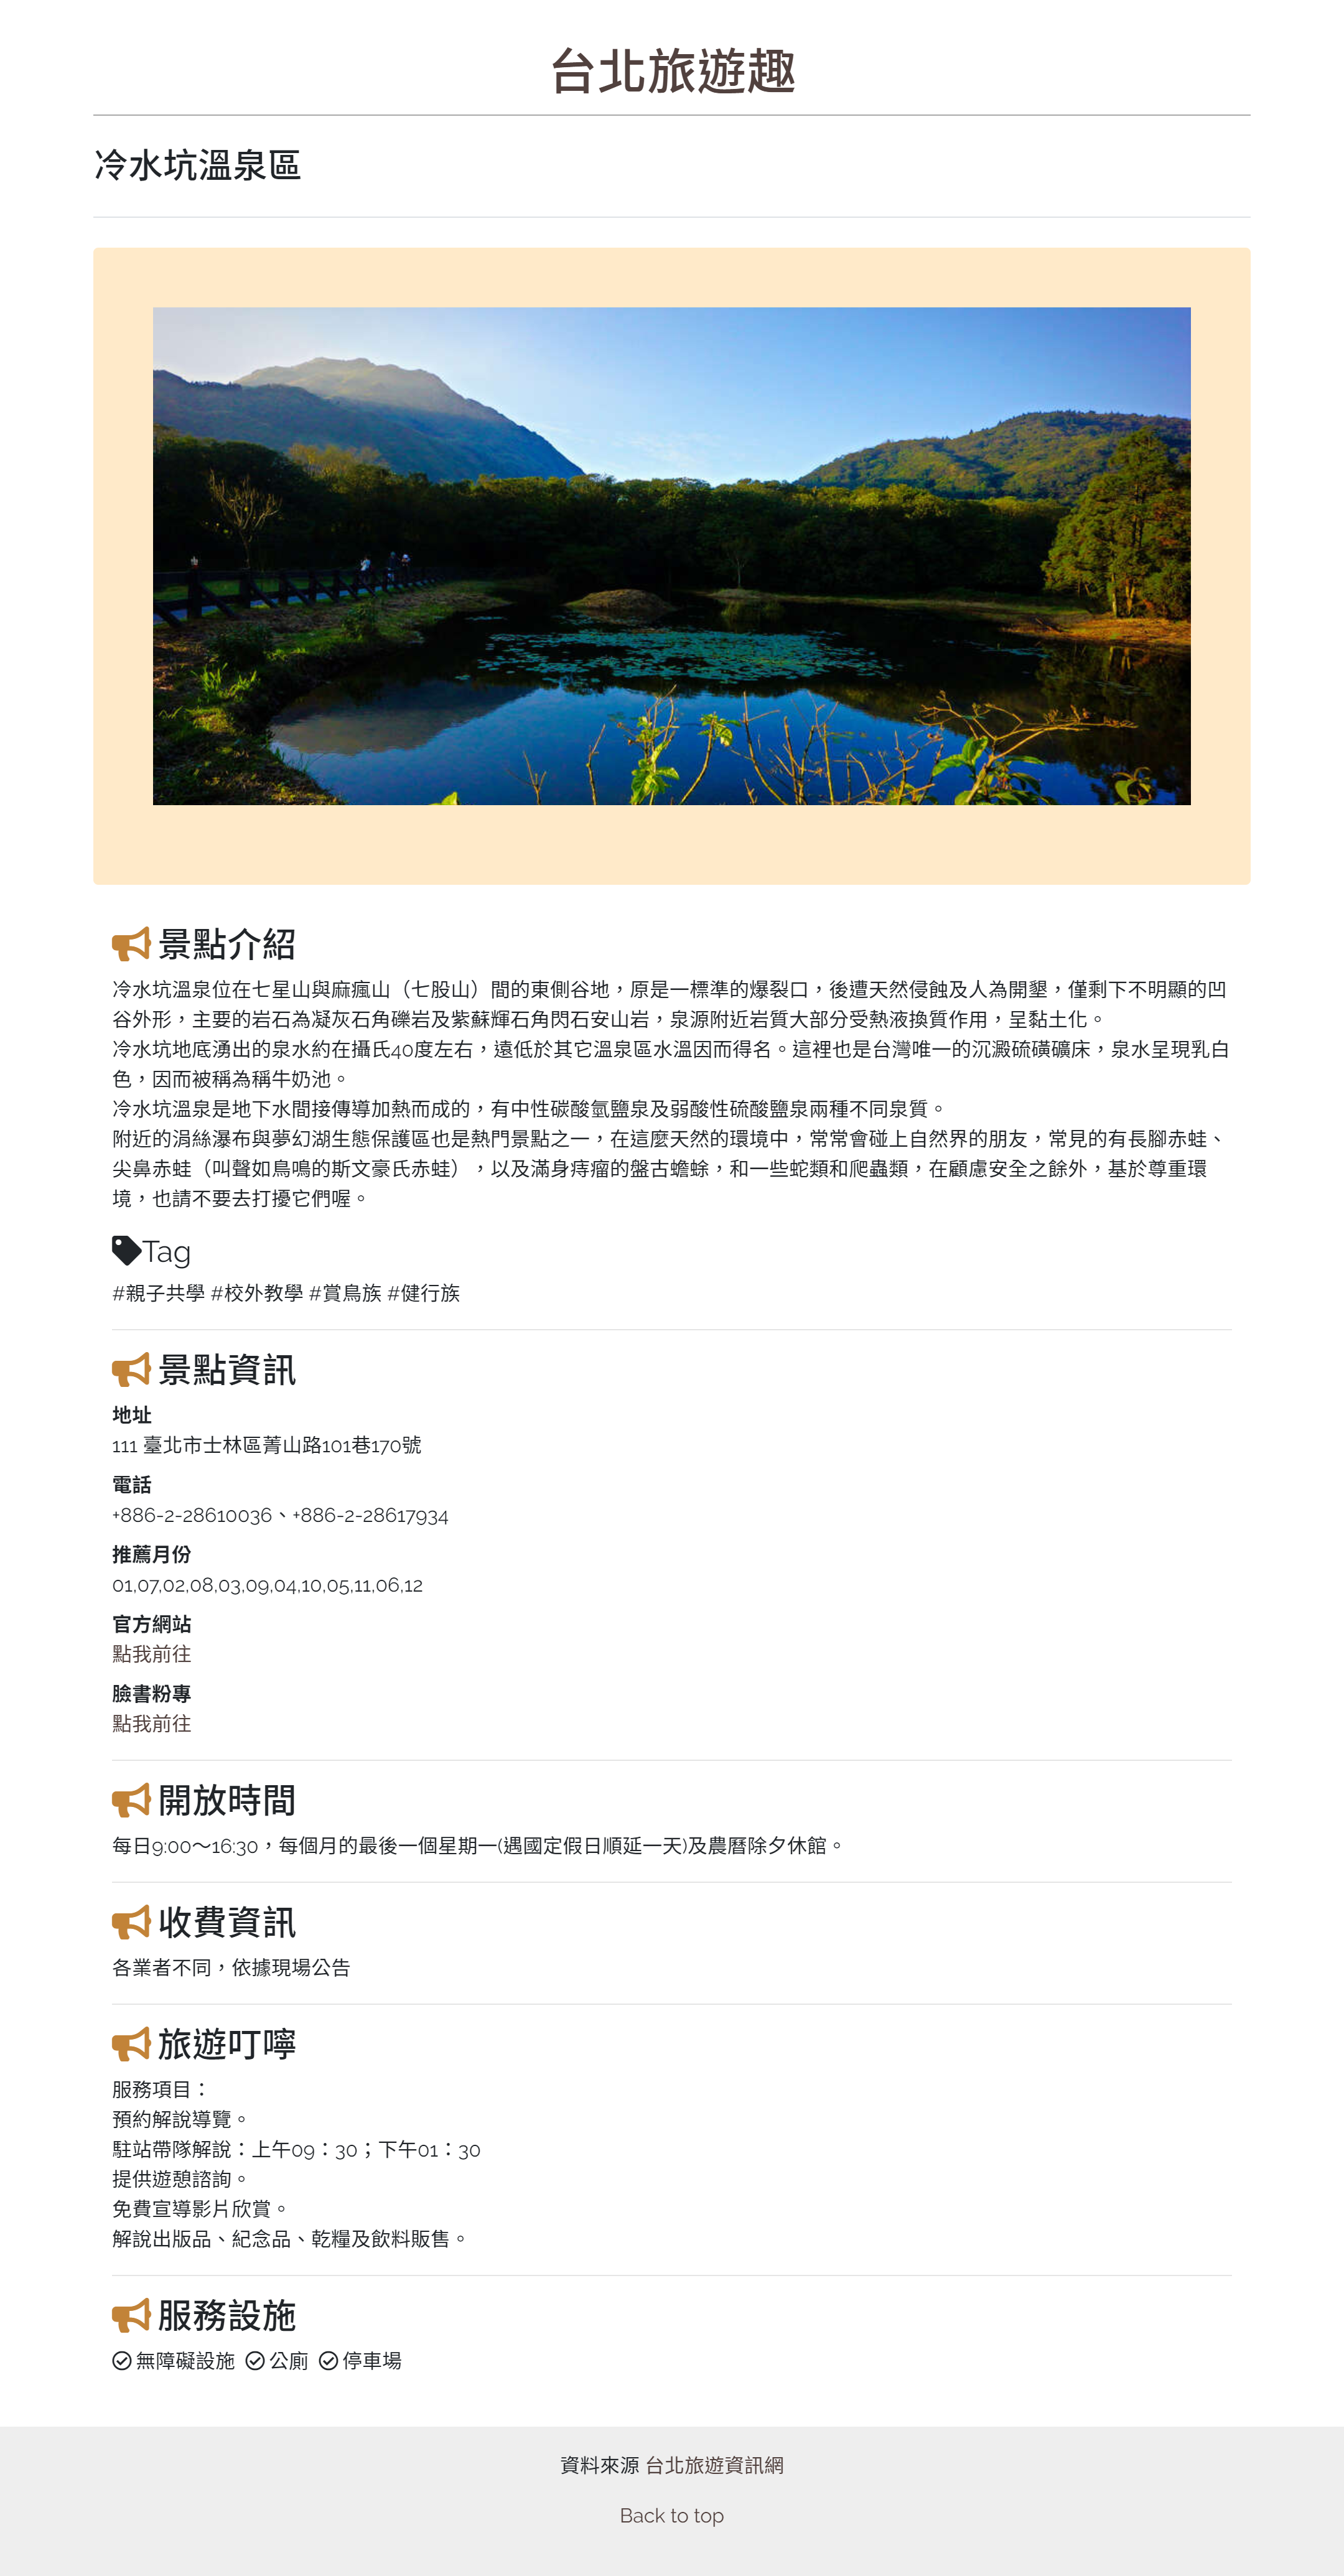 台北旅遊趣
冷水坑溫泉區
景點介紹
冷水坑溫泉位在七星山與麻瘋山（七股山）間的東側谷地，原是一標準的爆裂口，後遭天然侵蝕及人為開墾，僅剩下不明顯的凹
谷外形，主要的岩石為凝灰石角礫岩及紫蘇輝石角閃石安山岩，泉源附近岩質大部分受熱液換質作用，呈黏土化。
冷水坑地底湧出的泉水約在攝氏40度左右，遠低於其它溫泉區水溫因而得名。這裡也是台灣唯一的沉澱硫磺礦床，泉水呈現乳白
色，因而被稱為稱牛奶池。
冷水坑溫泉是地下水間接傳導加熱而成的，有中性碳酸氫鹽泉及弱酸性硫酸鹽泉兩種不同泉質。
附近的涓絲瀑布與夢幻湖生態保護區也是熱門景點之一，在這麼天然的環境中，常常會碰上自然界的朋友，常見的有長腳赤蛙、
尖鼻赤蛙（叫聲如鳥鳴的斯文豪氏赤蛙），以及滿身痔瘤的盤古蟾蜍，和一些蛇類和爬蟲類，在顧慮安全之餘外，基於尊重環
境，也請不要去打擾它們喔。
Tag
#親子共學 #校外教學 #賞鳥族 #健行族
景點資訊
地址
111 臺北市士林區菁山路101巷170號
電話
+886-2-28610036、+886-2-28617934
推薦月份
01,07,02,08,03,09,04,10,05,11,06,12
官方網站
點我前往
臉書粉專
點我前往
開放時間
每日9:00～16:30，每個月的最後一個星期一(遇國定假日順延一天)及農曆除夕休館。
收費資訊
各業者不同，依據現場公告
旅遊叮嚀
服務項目：
預約解說導覽。
駐站帶隊解說：上午09：30；下午01：30
提供遊憩諮詢。
免費宣導影片欣賞。
解說出版品、紀念品、乾糧及飲料販售。
服務設施
無障礙設施 公廁 停車場
資料來源 台北旅遊資訊網
Back to top